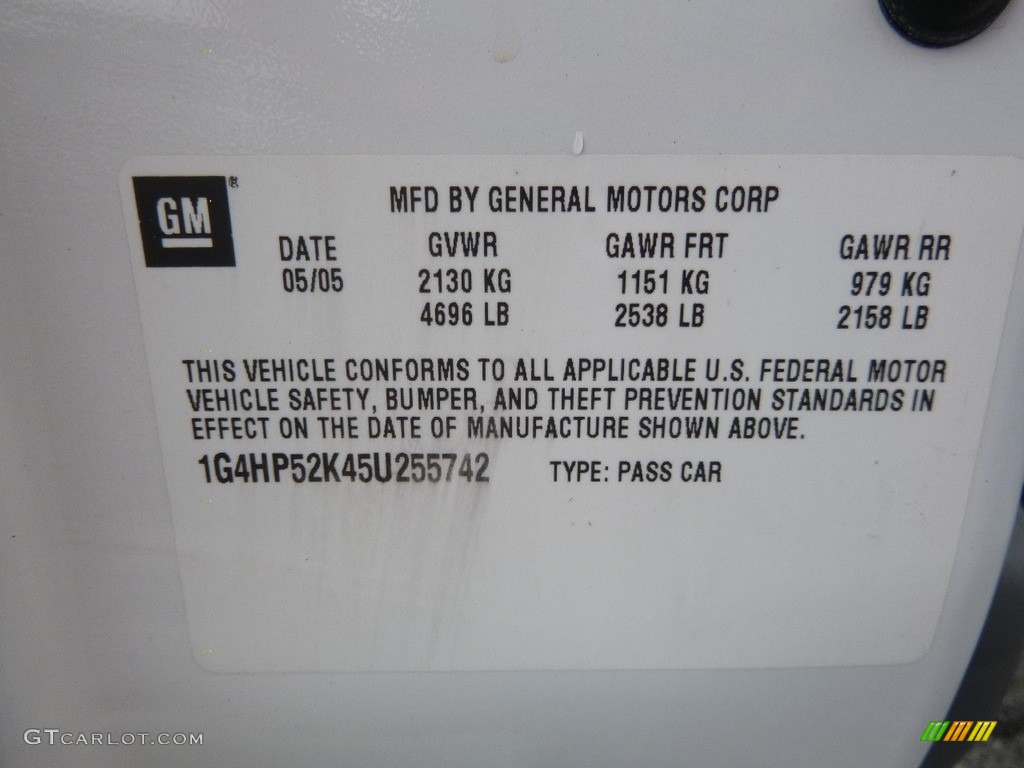 GM®
MFD BY GENERAL MOTORS CORP
DATE GVWR GAWR FRT GAWR RR
05/05 2130 KG 1151 KG 979 KG
4696 LB 2538 LB 2158 LB
THIS VEHICLE CONFORMS TO ALL APPLICABLE U.S. FEDERAL MOTOR
VEHICLE SAFETY, BUMPER, AND THEFT PREVENTION STANDARDS IN
EFFECT ON THE DATE OF MANUFACTURE SHOWN ABOVE.
1G4HP52K45U255742 TYPE: PASS CAR
GTCARLOT.COM